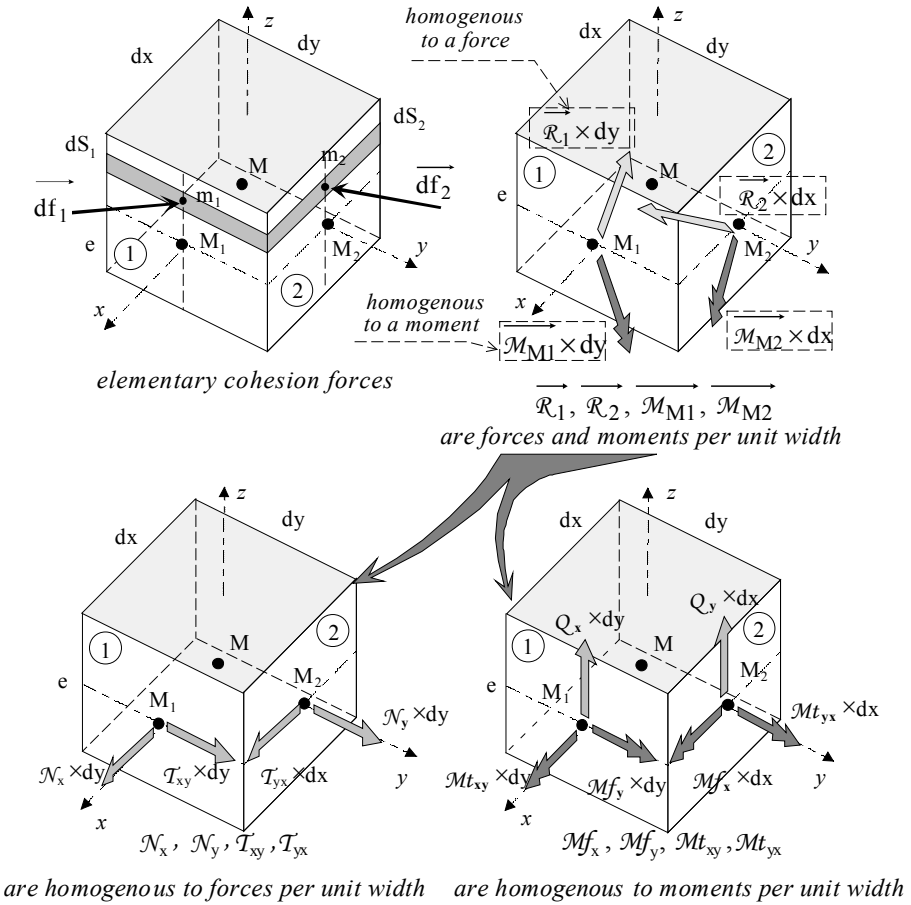 homogenous
to a force
z
dx
dy
dS₁
dS₂
m₁
m₂
M
df₁
df₂
e
M₁
M₂
1
2
x
y
elementary cohesion forces
z
dx
dy
ℛ₁ × dy
1
2
M
e
ℛ₂ × dx
M₁
M₂
y
x
homogenous
to a moment
ℳM1 × dy
ℳM2 × dx
ℛ₁, ℛ₂, ℳM1, ℳM2
are forces and moments per unit width
z
dx
dy
1
2
M
e
M₁
M₂
𝒩y ×dy
𝒩x ×dy
𝒯xy ×dy
𝒯yx ×dx
y
x
𝒩x , 𝒩y , 𝒯xy , 𝒯yx
are homogenous to forces per unit width
z
dx
dy
Qx ×dy
Qy ×dx
1
2
M
e
M₁
M₂
ℳtyx ×dx
ℳtxy ×dy
ℳfy ×dy
ℳfx ×dx
y
x
ℳfx , ℳfy , ℳtxy , ℳtyx
are homogenous to moments per unit width